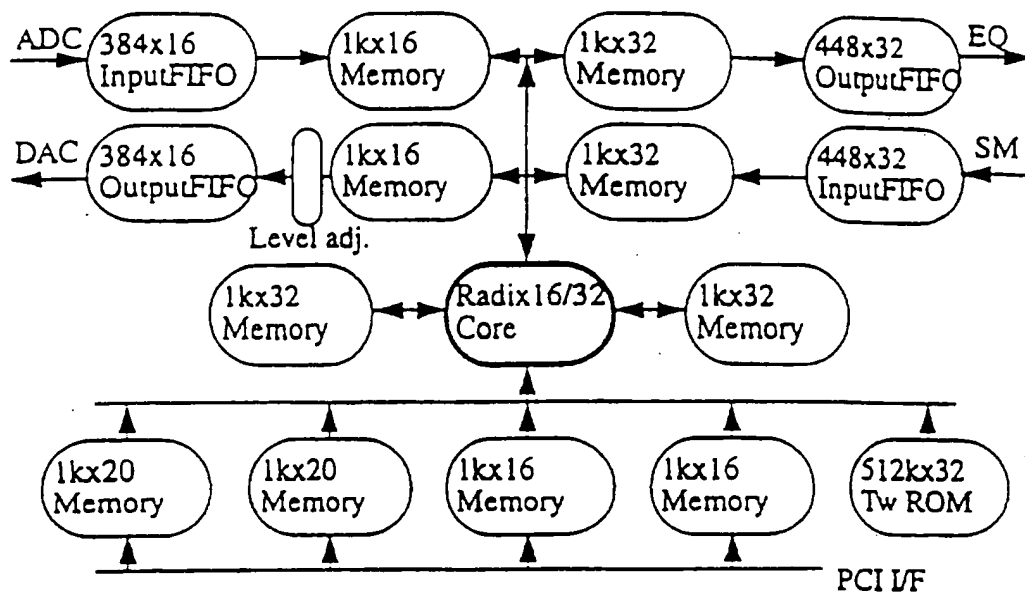 ADC
384x16
InputFIFO
1kx16
Memory
1kx32
Memory
448x32
OutputFIFO
EQ
DAC
384x16
OutputFIFO
Level adj.
1kx16
Memory
1kx32
Memory
448x32
InputFIFO
SM
1kx32
Memory
Radix16/32
Core
1kx32
Memory
1kx20
Memory
1kx20
Memory
1kx16
Memory
1kx16
Memory
512kx32
Tw ROM
PCI I/F